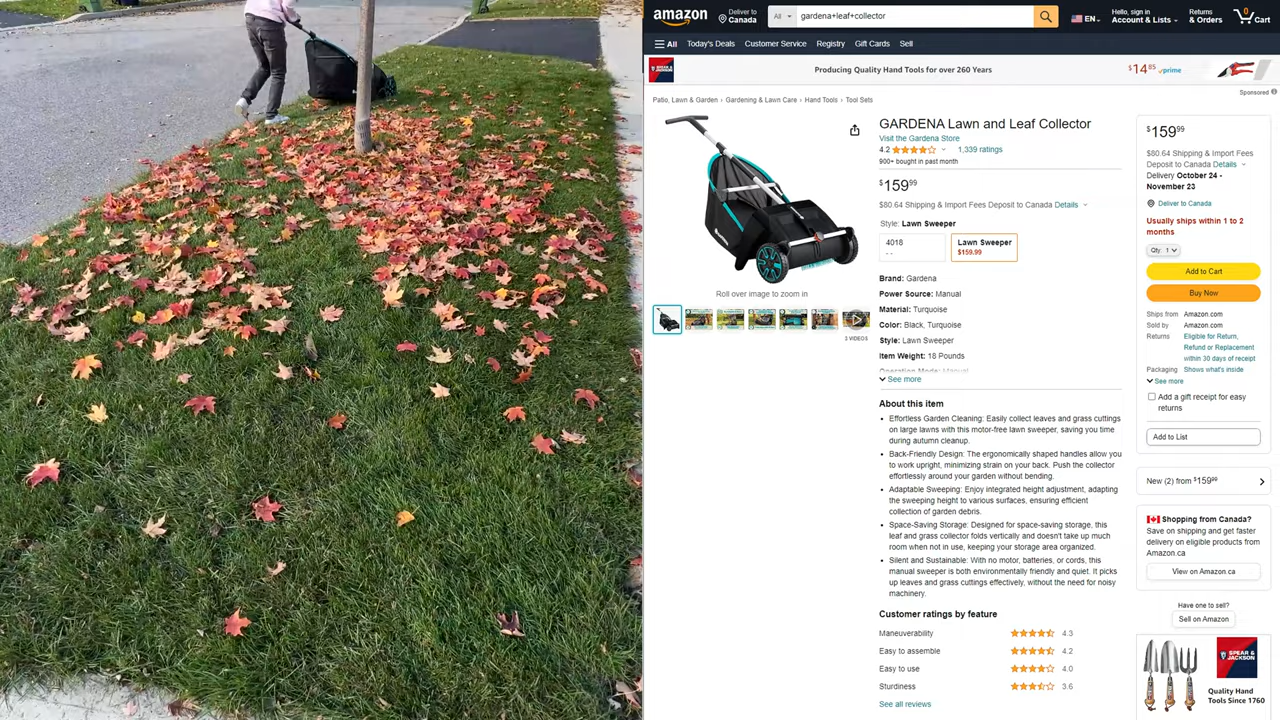 amazon
Deliver to
Canada
All
gardena+leaf+collector
EN
Hello, sign in
Account & Lists
Returns
& Orders
0
Cart
All
Today's Deals
Customer Service
Registry
Gift Cards
Sell
SPEAR &
JACKSON
Producing Quality Hand Tools for over 260 Years
$14 85
prime
Sponsored
Patio, Lawn & Garden › Gardening & Lawn Care › Hand Tools › Tool Sets
GARDENA Lawn and Leaf Collector
Visit the Gardena Store
4.2
1,339 ratings
900+ bought in past month
$159 99
$80.64 Shipping & Import Fees Deposit to Canada Details
Style: Lawn Sweeper
4018
- -
Lawn Sweeper
$159.99
Roll over image to zoom in
3 VIDEOS
Brand: Gardena
Power Source: Manual
Material: Turquoise
Color: Black, Turquoise
Style: Lawn Sweeper
Item Weight: 18 Pounds
Operation Mode: Manual
See more
About this item
• Effortless Garden Cleaning: Easily collect leaves and grass cuttings
on large lawns with this motor-free lawn sweeper, saving you time
during autumn cleanup.
• Back-Friendly Design: The ergonomically shaped handles allow you
to work upright, minimizing strain on your back. Push the collector
effortlessly around your garden without bending.
• Adaptable Sweeping: Enjoy integrated height adjustment, adapting
the sweeping height to various surfaces, ensuring efficient
collection of garden debris.
• Space-Saving Storage: Designed for space-saving storage, this
leaf and grass collector folds vertically and doesn't take up much
room when not in use, keeping your storage area organized.
• Silent and Sustainable: With no motor, batteries, or cords, this
manual sweeper is both environmentally friendly and quiet. It picks
up leaves and grass cuttings effectively, without the need for noisy
machinery.
Customer ratings by feature
Maneuverability 4.3
Easy to assemble 4.2
Easy to use 4.0
Sturdiness 3.6
See all reviews
$159 99
$80.64 Shipping & Import Fees
Deposit to Canada Details
Delivery October 24 -
November 23
Deliver to Canada
Usually ships within 1 to 2
months
Qty: 1
Add to Cart
Buy Now
Ships from Amazon.com
Sold by Amazon.com
Returns Eligible for Return,
Refund or Replacement
within 30 days of receipt
Packaging Shows what's inside
See more
Add a gift receipt for easy
returns
Add to List
New (2) from $159 99
Shopping from Canada?
Save on shipping and get faster
delivery on eligible products from
Amazon.ca
View on Amazon.ca
Have one to sell?
Sell on Amazon
SPEAR &
JACKSON
Quality Hand
Tools Since 1760